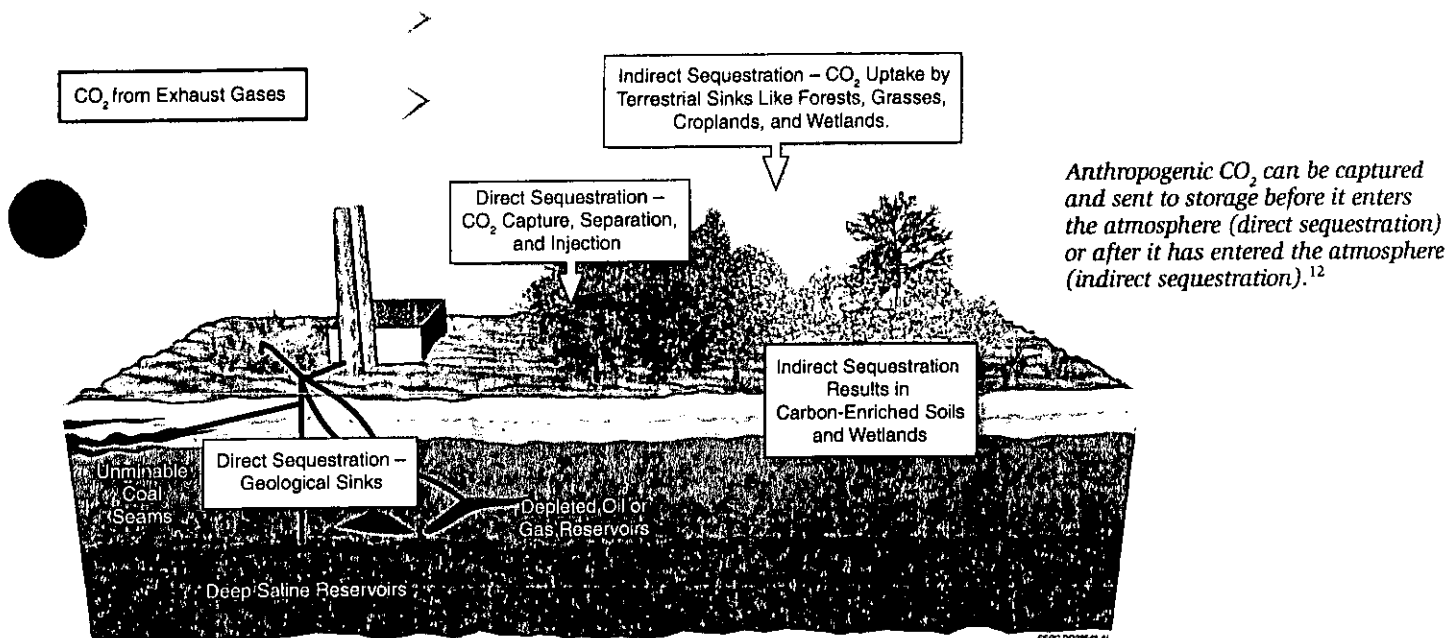 CO₂ from Exhaust Gases
Indirect Sequestration – CO₂ Uptake by
Terrestrial Sinks Like Forests, Grasses,
Croplands, and Wetlands.
Direct Sequestration –
CO₂ Capture, Separation,
and Injection
Anthropogenic CO₂ can be captured
and sent to storage before it enters
the atmosphere (direct sequestration)
or after it has entered the atmosphere
(indirect sequestration).¹²
Indirect Sequestration
Results in
Carbon-Enriched Soils
and Wetlands
Direct Sequestration –
Geological Sinks
Unminable
Coal
Seams
Depleted Oil or
Gas Reservoirs
Deep Saline Reservoirs